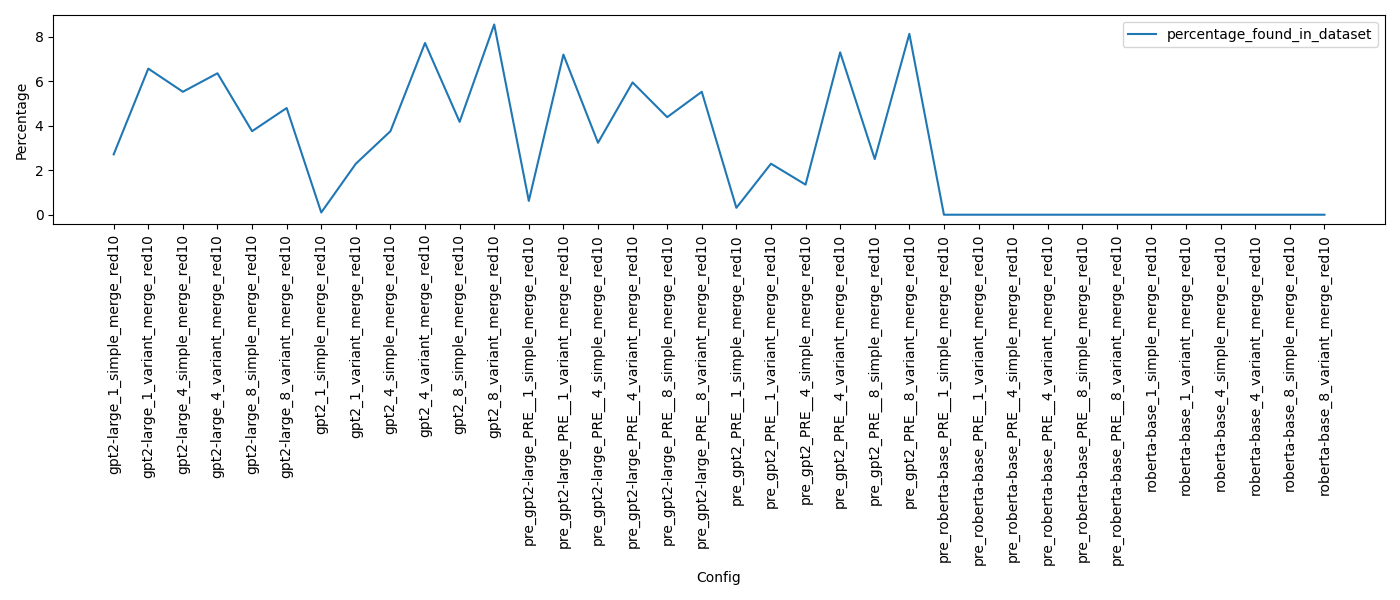 percentage_found_in_dataset
Percentage
8
6
4
2
0
gpt2-large_1_simple_merge_red10
gpt2-large_1_variant_merge_red10
gpt2-large_4_simple_merge_red10
gpt2-large_4_variant_merge_red10
gpt2-large_8_simple_merge_red10
gpt2-large_8_variant_merge_red10
gpt2_1_simple_merge_red10
gpt2_1_variant_merge_red10
gpt2_4_simple_merge_red10
gpt2_4_variant_merge_red10
gpt2_8_simple_merge_red10
gpt2_8_variant_merge_red10
pre_gpt2-large_PRE__1_simple_merge_red10
pre_gpt2-large_PRE__1_variant_merge_red10
pre_gpt2-large_PRE__4_simple_merge_red10
pre_gpt2-large_PRE__4_variant_merge_red10
pre_gpt2-large_PRE__8_simple_merge_red10
pre_gpt2-large_PRE__8_variant_merge_red10
pre_gpt2_PRE__1_simple_merge_red10
pre_gpt2_PRE__1_variant_merge_red10
pre_gpt2_PRE__4_simple_merge_red10
pre_gpt2_PRE__4_variant_merge_red10
pre_gpt2_PRE__8_simple_merge_red10
pre_gpt2_PRE__8_variant_merge_red10
pre_roberta-base_PRE__1_simple_merge_red10
pre_roberta-base_PRE__1_variant_merge_red10
pre_roberta-base_PRE__4_simple_merge_red10
pre_roberta-base_PRE__4_variant_merge_red10
pre_roberta-base_PRE__8_simple_merge_red10
pre_roberta-base_PRE__8_variant_merge_red10
roberta-base_1_simple_merge_red10
roberta-base_1_variant_merge_red10
roberta-base_4_simple_merge_red10
roberta-base_4_variant_merge_red10
roberta-base_8_simple_merge_red10
roberta-base_8_variant_merge_red10
Config